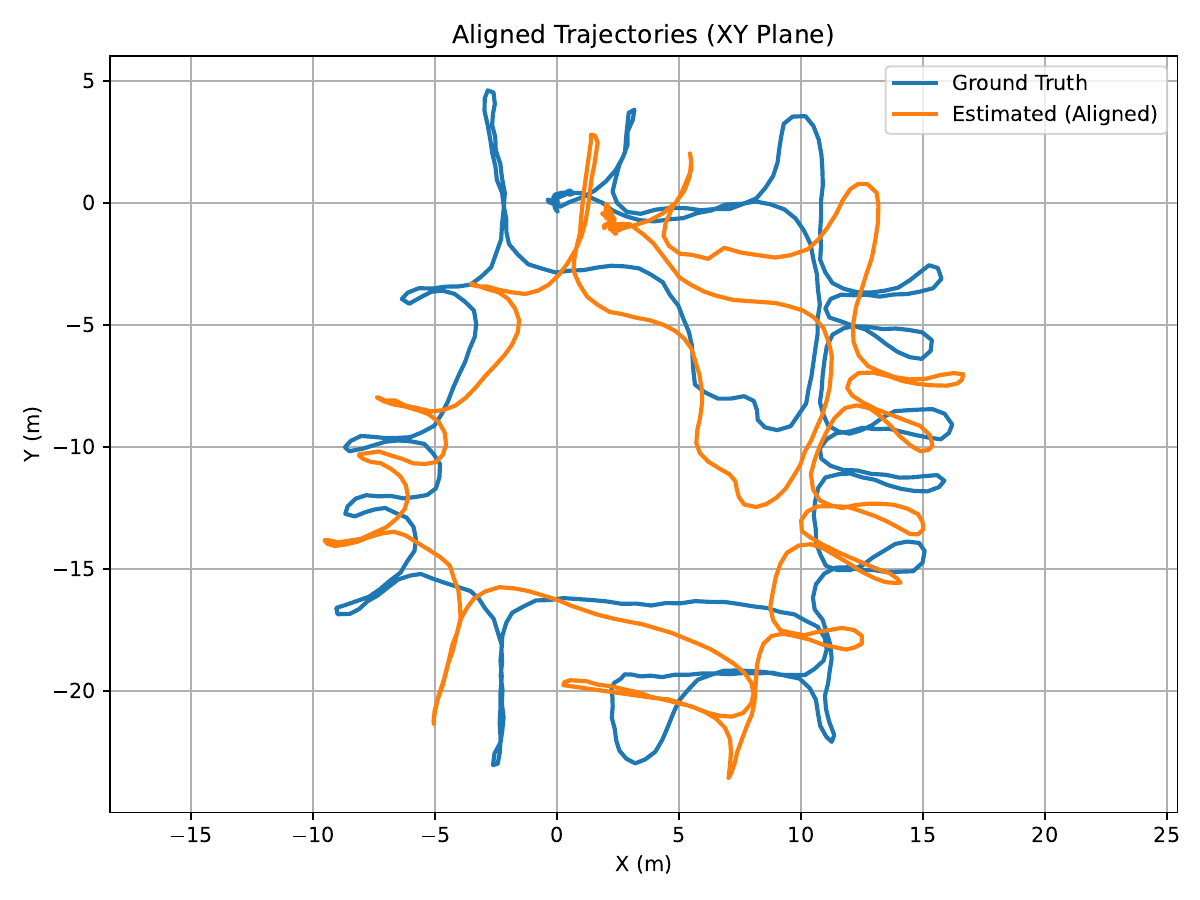 Aligned Trajectories (XY Plane)
Ground Truth
Estimated (Aligned)
5
0
−5
−10
−15
−20
Y (m)
−15 −10 −5 0 5 10 15 20 25
X (m)